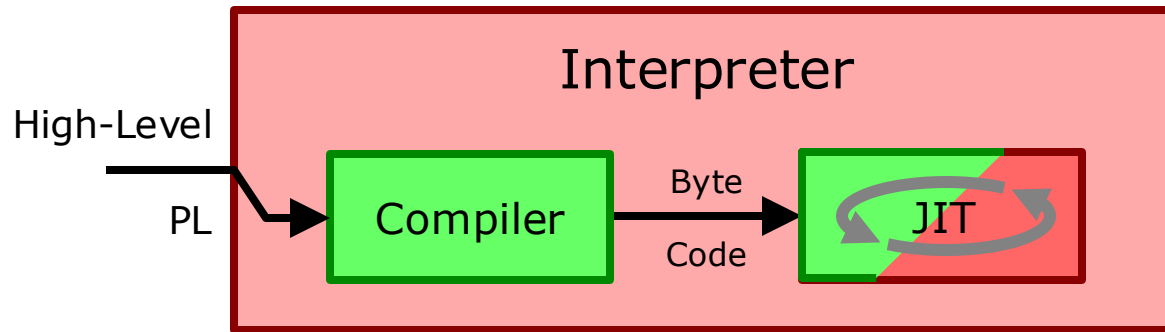 Interpreter
High-Level
PL
Compiler
Byte
Code
JIT